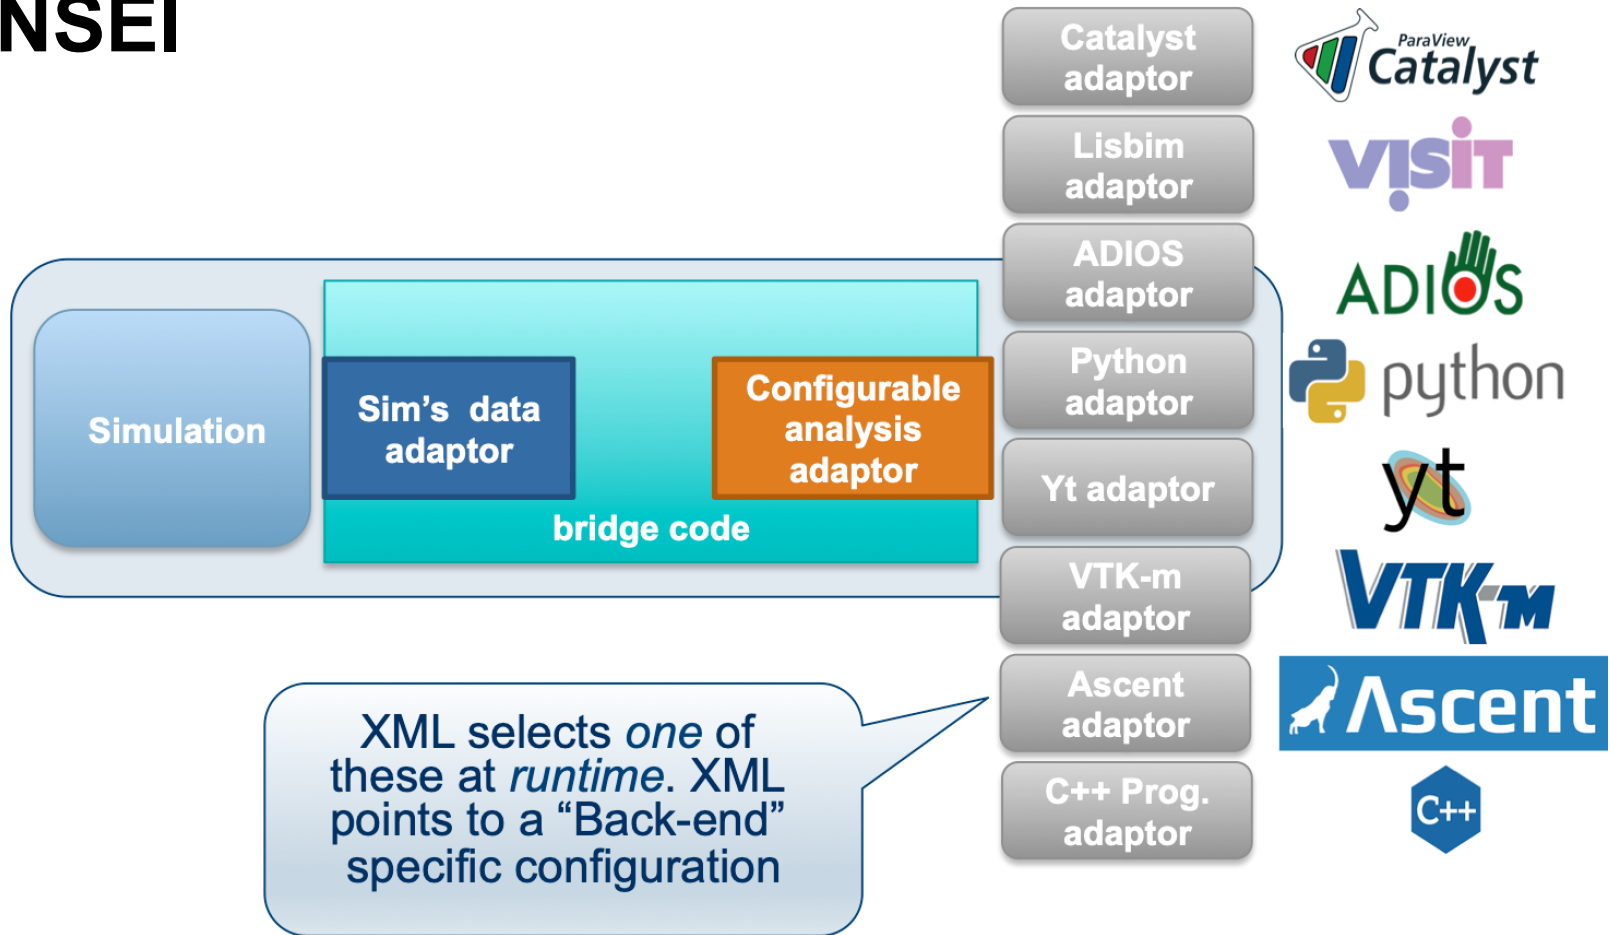 NSEI
Catalyst
adaptor
ParaView
Catalyst
Lisbim
adaptor
VISIT
ADIOS
adaptor
ADIOS
Simulation
Sim’s data
adaptor
Configurable
analysis
adaptor
bridge code
Python
adaptor
python
Yt adaptor
yt
VTK-m
adaptor
VTK-m
Ascent
adaptor
Ascent
C++ Prog.
adaptor
C++
XML selects one of
these at runtime. XML
points to a “Back-end”
specific configuration